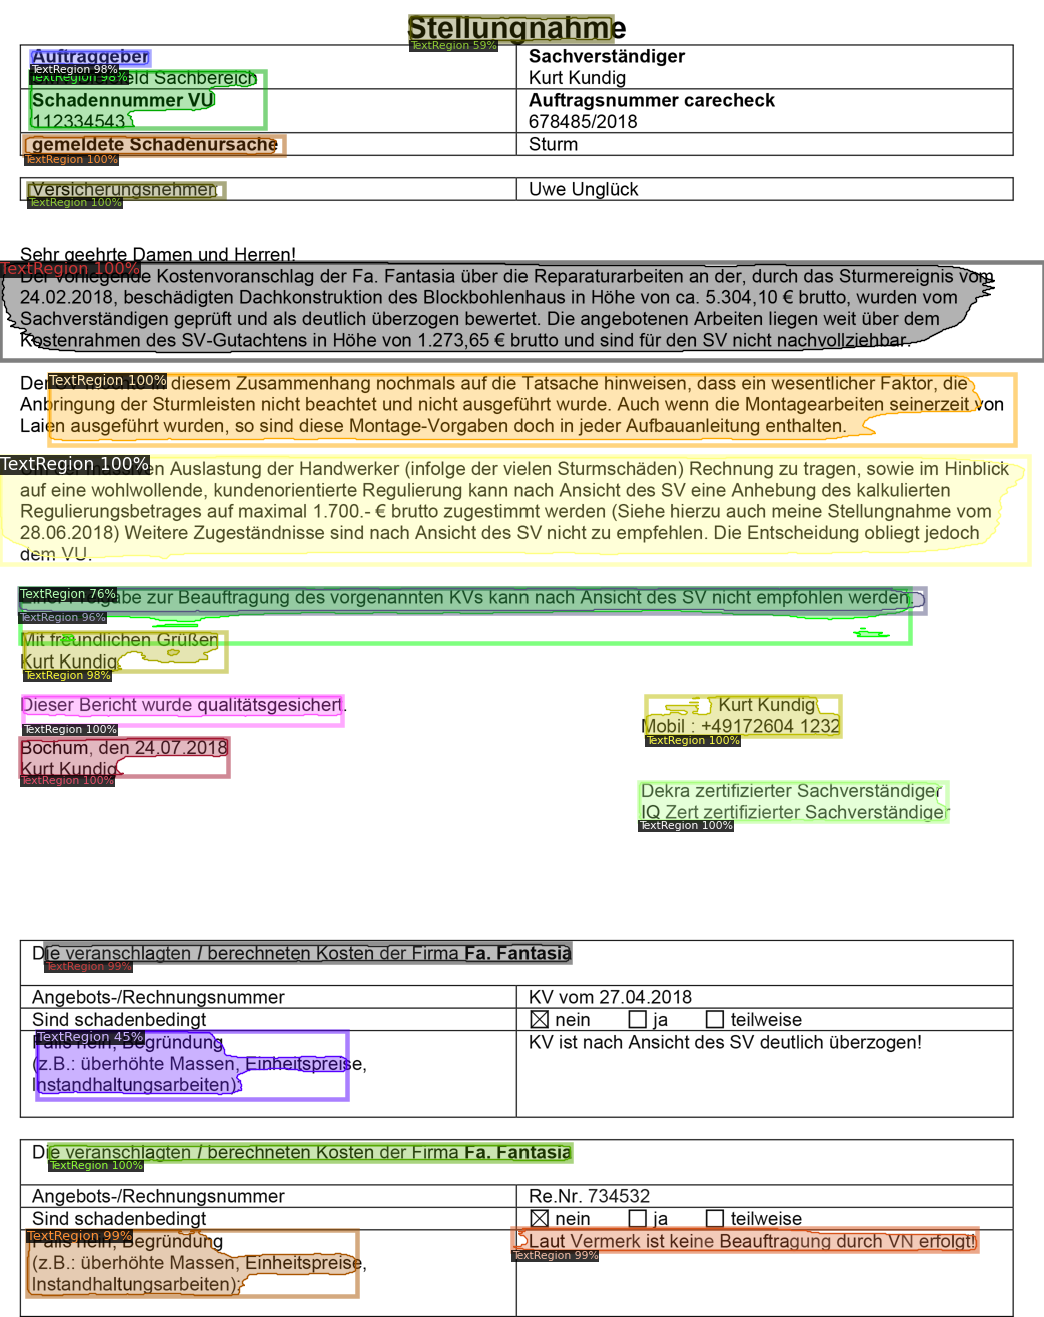 Stellungnahme
TextRegion 59%
Auftraggeber
TextRegion 98%
Sachverständiger
TextRegion 98%
Sachbereich
Kurt Kundig
Schadennummer VU
Auftragsnummer carecheck
112334543
678485/2018
gemeldete Schadenursache
Sturm
TextRegion 100%
Versicherungsnehmer
Uwe Unglück
TextRegion 100%
Sehr geehrte Damen und Herren!
TextRegion 100%
Kostenvoranschlag der Fa. Fantasia über die Reparaturarbeiten an der, durch das Sturmereignis vom
24.02.2018, beschädigten Dachkonstruktion des Blockbohlenhaus in Höhe von ca. 5.304,10 € brutto, wurden vom
Sachverständigen geprüft und als deutlich überzogen bewertet. Die angebotenen Arbeiten liegen weit über dem
Kostenrahmen des SV-Gutachtens in Höhe von 1.273,65 € brutto und sind für den SV nicht nachvollziehbar.
TextRegion 100%
diesem Zusammenhang nochmals auf die Tatsache hinweisen, dass ein wesentlicher Faktor, die
Anbringung der Sturmleisten nicht beachtet und nicht ausgeführt wurde. Auch wenn die Montagearbeiten seinerzeit von
Laien ausgeführt wurden, so sind diese Montage-Vorgaben doch in jeder Aufbauanleitung enthalten.
TextRegion 100%
Auslastung der Handwerker (infolge der vielen Sturmschäden) Rechnung zu tragen, sowie im Hinblick
auf eine wohlwollende, kundenorientierte Regulierung kann nach Ansicht des SV eine Anhebung des kalkulierten
Regulierungsbetrages auf maximal 1.700.- € brutto zugestimmt werden (Siehe hierzu auch meine Stellungnahme vom
28.06.2018) Weitere Zugeständnisse sind nach Ansicht des SV nicht zu empfehlen. Die Entscheidung obliegt jedoch
dem VU.
TextRegion 76%
zur Beauftragung des vorgenannten KVs kann nach Ansicht des SV nicht empfohlen werden.
TextRegion 96%
Mit freundlichen Grüßen
Kurt Kundig
TextRegion 98%
Dieser Bericht wurde qualitätsgesichert.
Kurt Kundig
TextRegion 100%
Mobil : +49172604 1232
TextRegion 100%
Bochum, den 24.07.2018
Kurt Kundig
TextRegion 100%
Dekra zertifizierter Sachverständiger
IQ Zert zertifizierter Sachverständiger
TextRegion 100%
Die veranschlagten / berechneten Kosten der Firma Fa. Fantasia
TextRegion 99%
Angebots-/Rechnungsnummer
KV vom 27.04.2018
Sind schadenbedingt
nein ja teilweise
TextRegion 45%
Falls nein, Begründung
KV ist nach Ansicht des SV deutlich überzogen!
(z.B.: überhöhte Massen, Einheitspreise,
Instandhaltungsarbeiten):
Die veranschlagten / berechneten Kosten der Firma Fa. Fantasia
TextRegion 100%
Angebots-/Rechnungsnummer
Re.Nr. 734532
Sind schadenbedingt
nein ja teilweise
TextRegion 99%
Falls nein, Begründung
Laut Vermerk ist keine Beauftragung durch VN erfolgt!
TextRegion 99%
(z.B.: überhöhte Massen, Einheitspreise,
Instandhaltungsarbeiten):